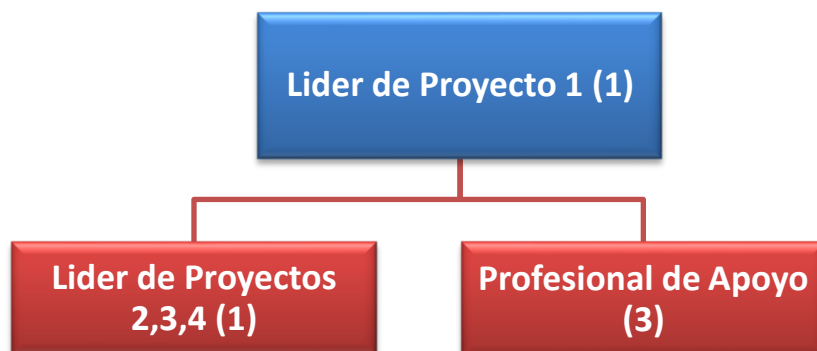 Lider de Proyecto 1 (1)
Lider de Proyectos
2,3,4 (1)
Profesional de Apoyo
(3)